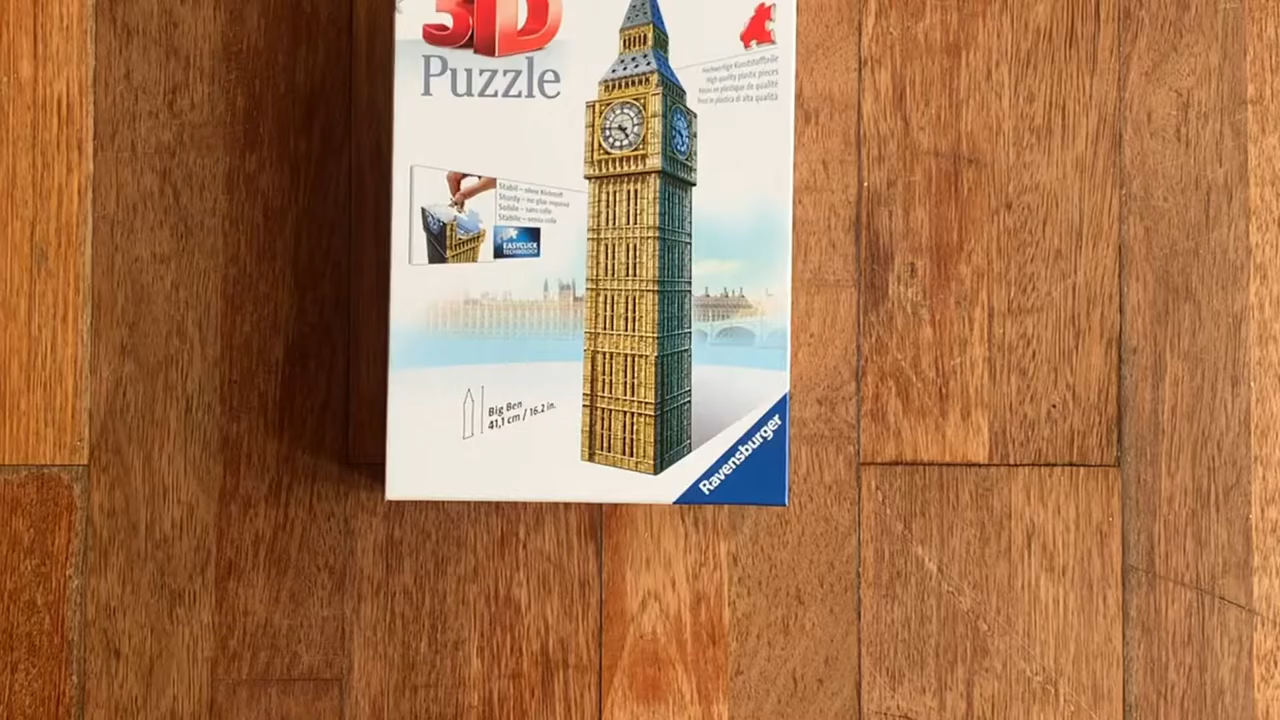 3D
Puzzle
Hochwertige Kunststoffteile
High quality plastic pieces
Pièces en plastique de qualité
Pezzi in plastica di alta qualità
Stabil – ohne Klebstoff
Sturdy – no glue required
Solide – sans colle
Stabile – senza colla
EASYCLICK
TECHNOLOGY
Big Ben
41,1 cm / 16.2 in.
Ravensburger